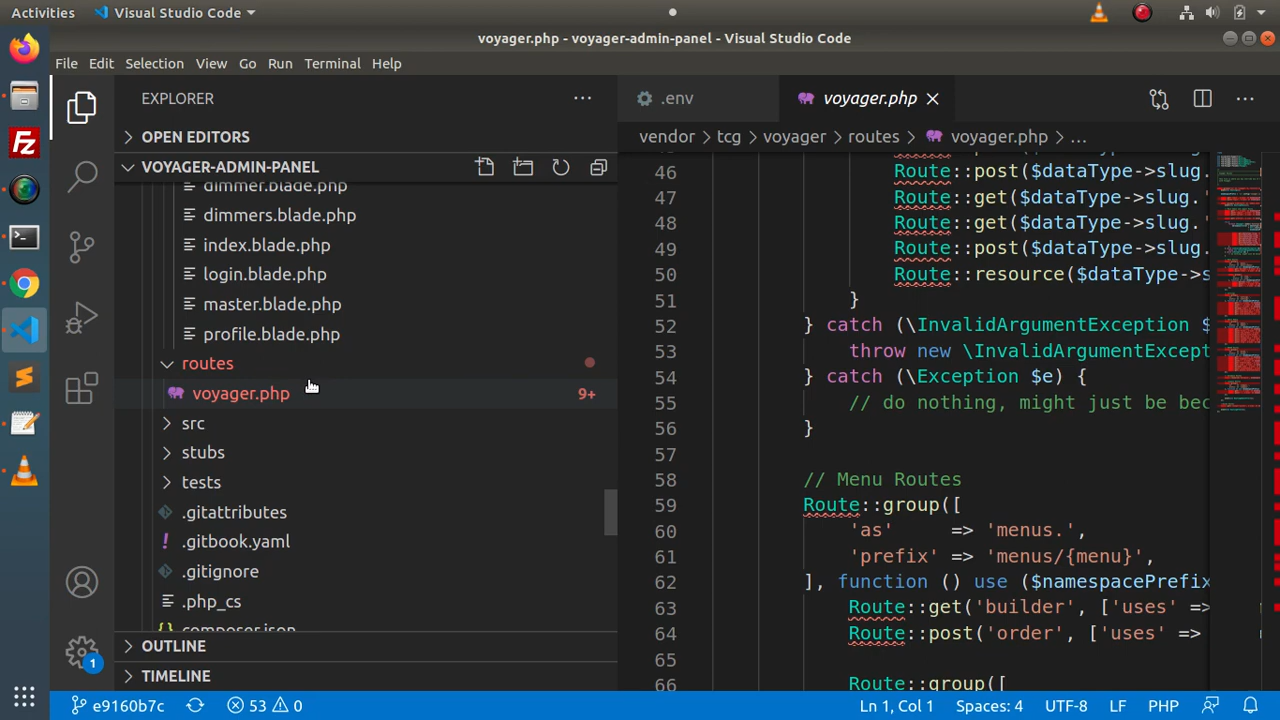 Activities
Visual Studio Code
voyager.php - voyager-admin-panel - Visual Studio Code
File Edit Selection View Go Run Terminal Help
EXPLORER
OPEN EDITORS
VOYAGER-ADMIN-PANEL
dimmer.blade.php
dimmers.blade.php
index.blade.php
login.blade.php
master.blade.php
profile.blade.php
routes
voyager.php 9+
src
stubs
tests
.gitattributes
! .gitbook.yaml
.gitignore
.php_cs
{} composer.json
OUTLINE
TIMELINE
1
.env
voyager.php
vendor > tcg > voyager > routes > voyager.php > ...
46 Route::post($dataType->slug.
47 Route::get($dataType->slug.'
48 Route::get($dataType->slug.'
49 Route::post($dataType->slug.
50 Route::resource($dataType->s
51 }
52 } catch (\InvalidArgumentException $
53 throw new \InvalidArgumentExcept
54 } catch (\Exception $e) {
55 // do nothing, might just be bec
56 }
57
58 // Menu Routes
59 Route::group([
60 'as' => 'menus.',
61 'prefix' => 'menus/{menu}',
62 ], function () use ($namespacePrefix
63 Route::get('builder', ['uses' =>
64 Route::post('order', ['uses' =>
65
66 Route::group([
e9160b7c 53 0 Ln 1, Col 1 Spaces: 4 UTF-8 LF PHP